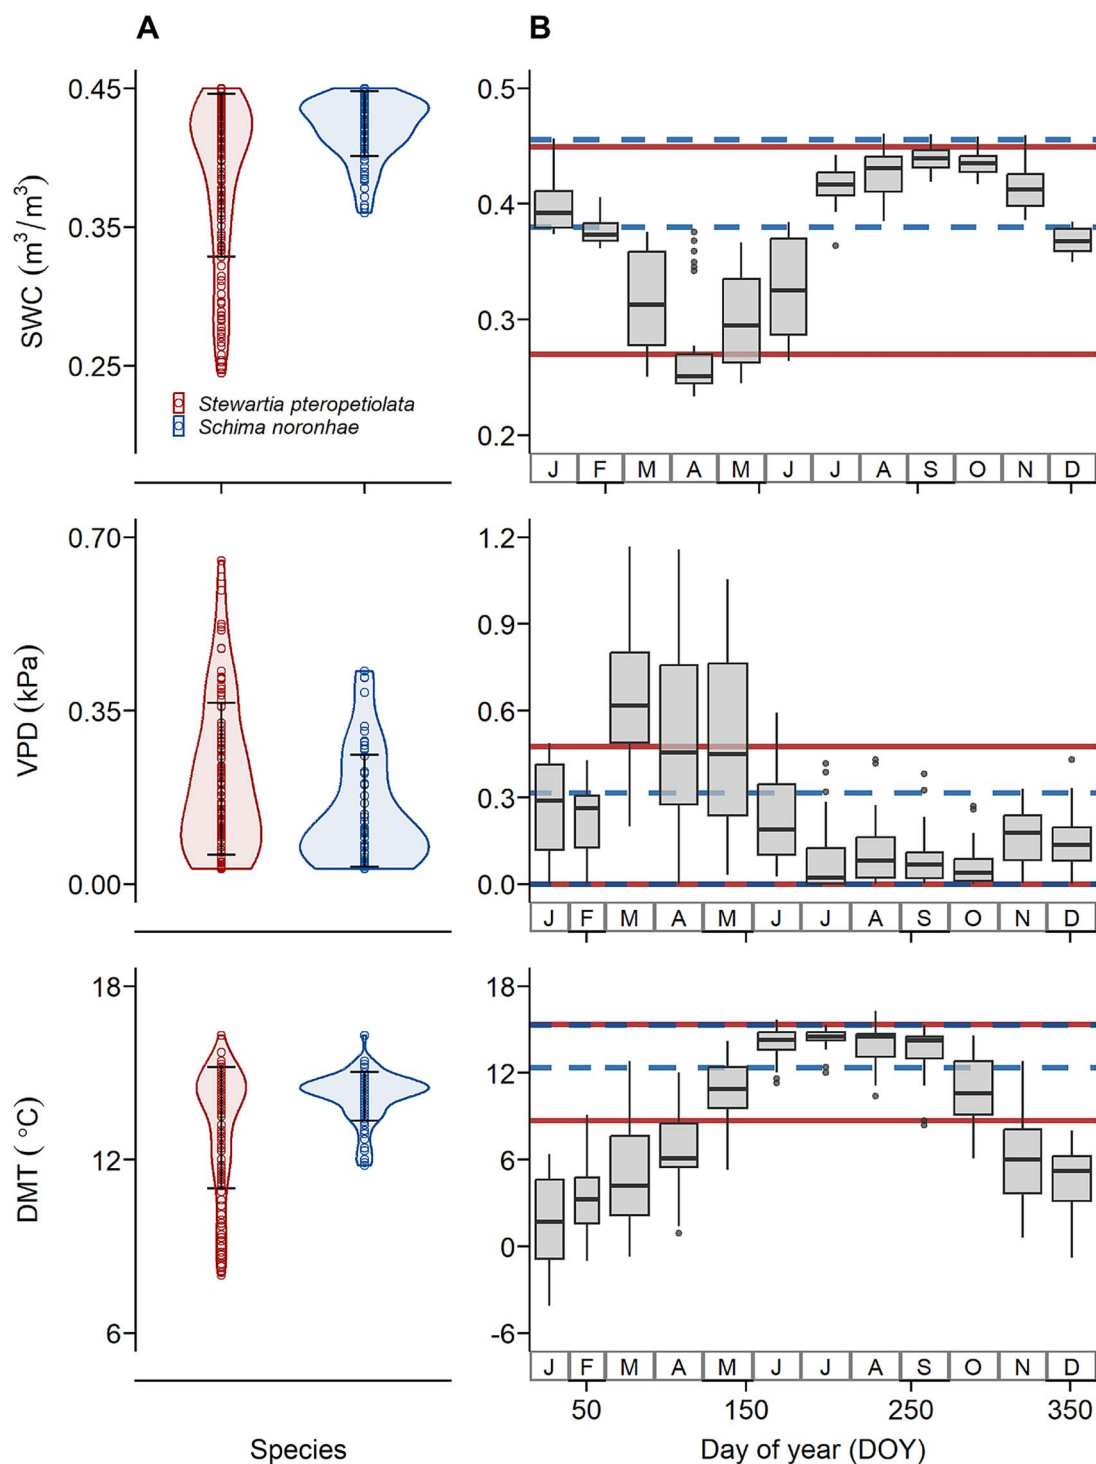 A
B
SWC (m³/m³)
0.45
0.35
0.25
Stewartia pteropetiolata
Schima noronhae
0.5
0.4
0.3
0.2
J F M A M J J A S O N D
VPD (kPa)
0.70
0.35
0.00
1.2
0.9
0.6
0.3
0.0
J F M A M J J A S O N D
DMT ( °C)
18
12
6
18
12
6
0
-6
J F M A M J J A S O N D
50 150 250 350
Species
Day of year (DOY)